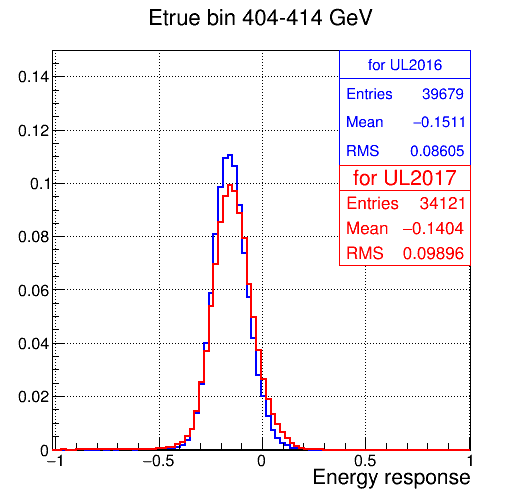 Etrue bin 404-414 GeV
for UL2016
Entries 39679
Mean −0.1511
RMS 0.08605
for UL2017
Entries 34121
Mean −0.1404
RMS 0.09896
0.14
0.12
0.1
0.08
0.06
0.04
0.02
0
−1 −0.5 0 0.5 1
Energy response